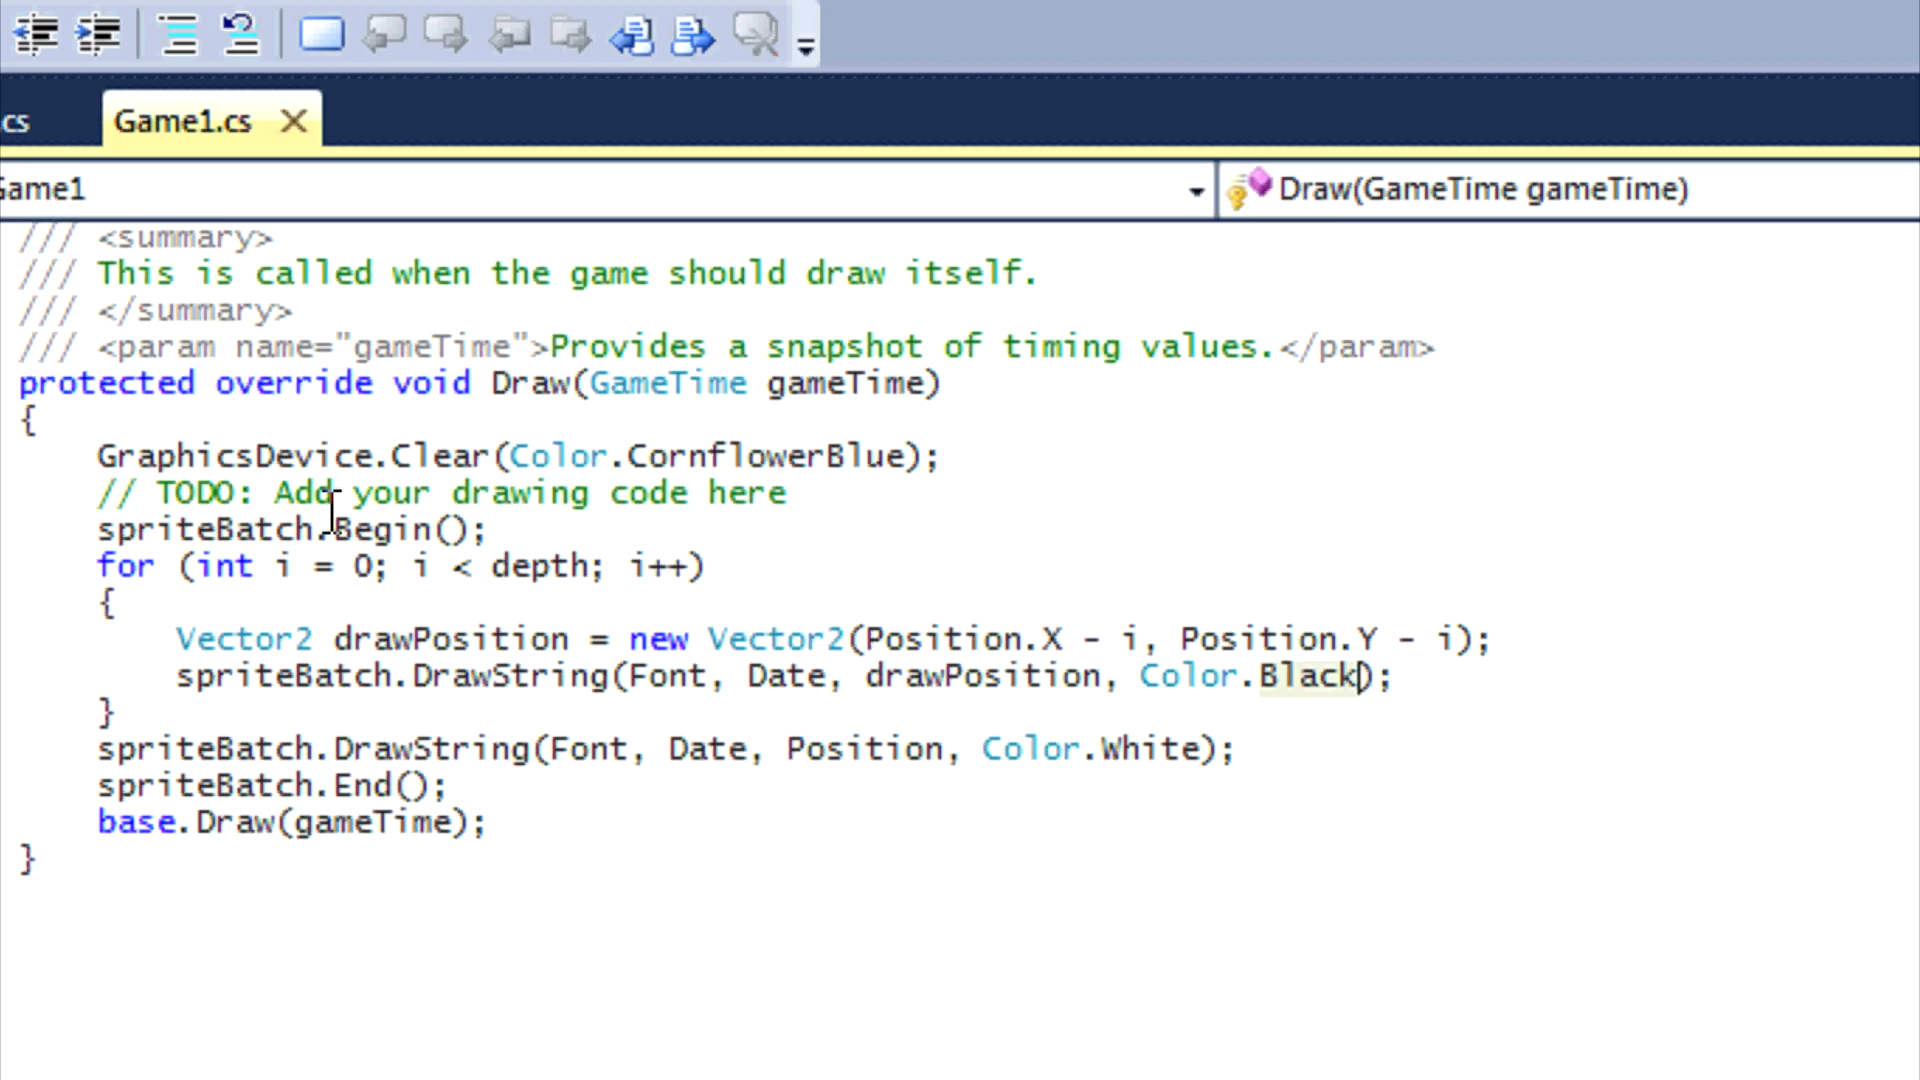 cs Game1.cs
Game1 Draw(GameTime gameTime)
/// <summary>
/// This is called when the game should draw itself.
/// </summary>
/// <param name="gameTime">Provides a snapshot of timing values.</param>
protected override void Draw(GameTime gameTime)
{
GraphicsDevice.Clear(Color.CornflowerBlue);
// TODO: Add your drawing code here
spriteBatch.Begin();
for (int i = 0; i < depth; i++)
{
Vector2 drawPosition = new Vector2(Position.X - i, Position.Y - i);
spriteBatch.DrawString(Font, Date, drawPosition, Color.Black);
}
spriteBatch.DrawString(Font, Date, Position, Color.White);
spriteBatch.End();
base.Draw(gameTime);
}